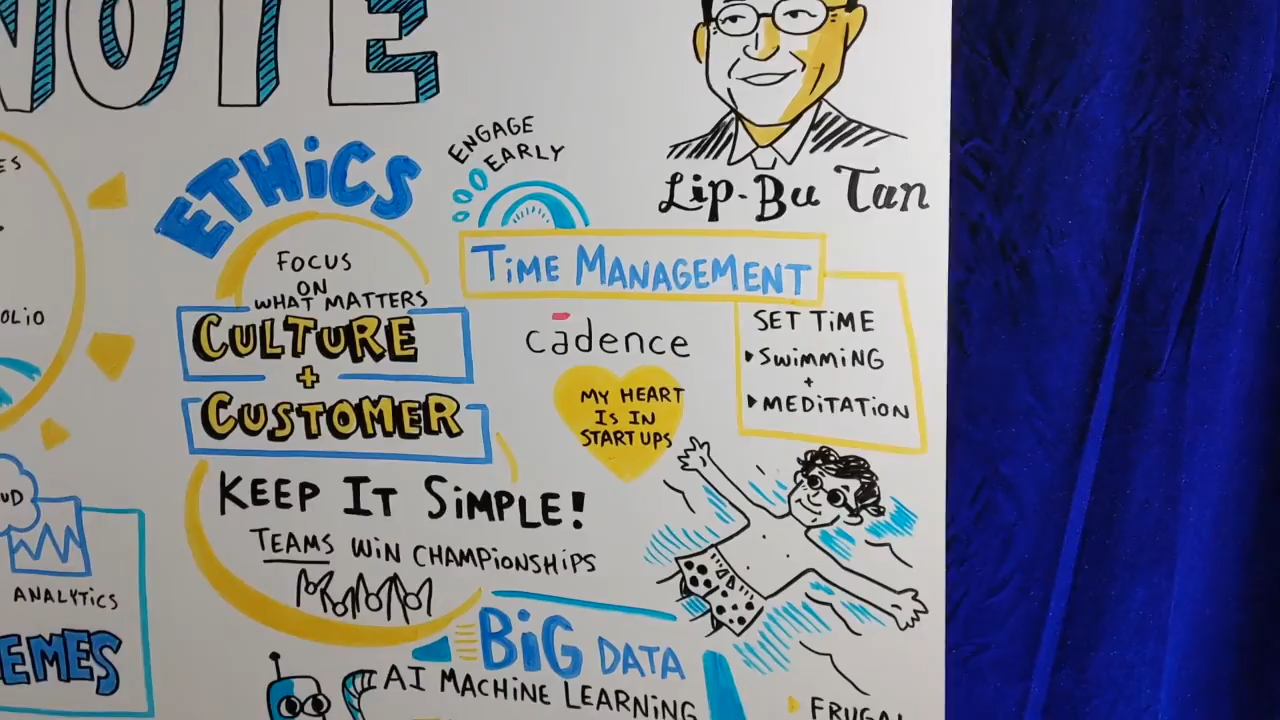 NOTE
Lip-Bu Tan
ENGAGE
EARLY
ETHiCS
TiME MANAGEMENT
FOCUS
ON
WHAT MATTERS
CULTURE
+
CUSTOMER
cadence
SET TiME
SWiMMiNG
+
MEDiTATiON
MY HEART
IS IN
STARTUPS
KEEP IT SiMPLE!
TEAMS WiN CHAMPiONSHiPS
ANALYTICS
EMES
BiG DATA
AI MACHiNE LEARNiNG
FRUGAL